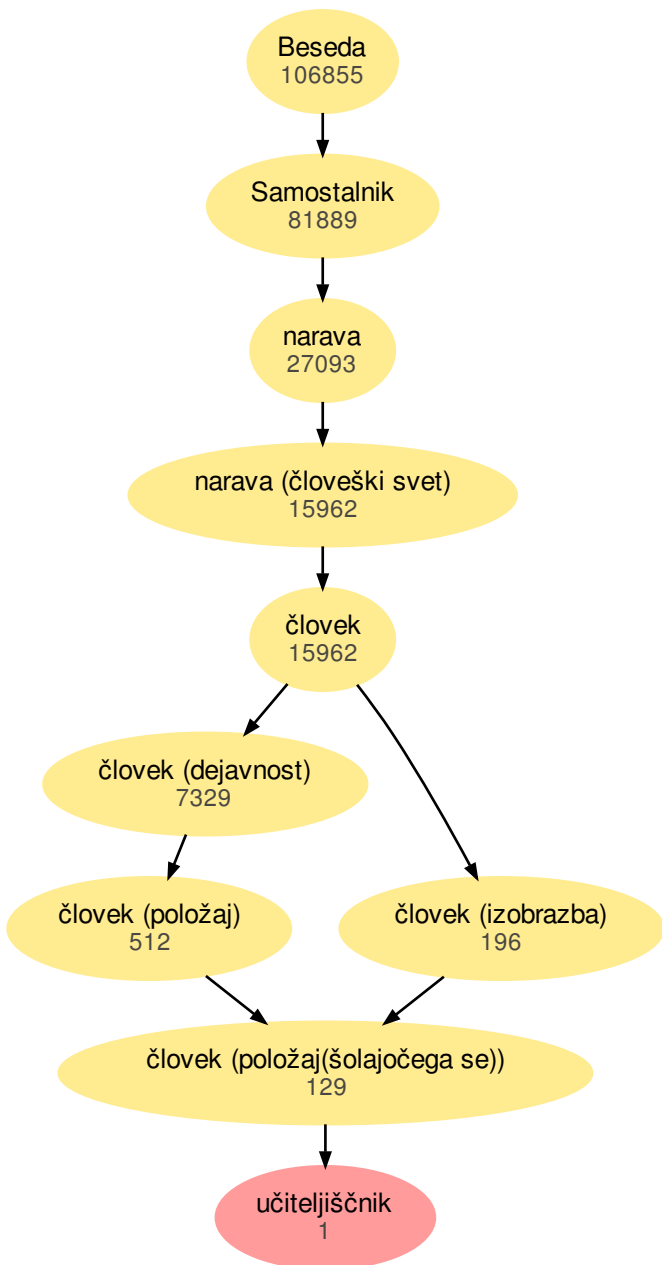 Beseda
106855
Samostalnik
81889
narava
27093
narava (človeški svet)
15962
človek
15962
človek (dejavnost)
7329
človek (položaj)
512
človek (izobrazba)
196
človek (položaj(šolajočega se))
129
učiteljiščnik
1